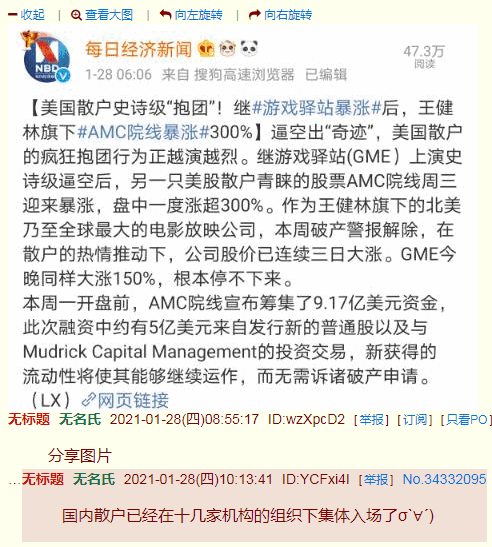 收起 | 查看大图 | 向左旋转 | 向右旋转
每日经济新闻
47.3万
阅读
NBD
1-28 06:06 来自 搜狗高速浏览器 已编辑
【美国散户史诗级“抱团”！继#游戏驿站暴涨#后，王健
林旗下#AMC院线暴涨#300%】逼空出“奇迹”，美国散户
的疯狂抱团行为正越演越烈。继游戏驿站(GME）上演史
诗级逼空后，另一只美股散户青睐的股票AMC院线周三
迎来暴涨，盘中一度涨超300%。作为王健林旗下的北美
乃至全球最大的电影放映公司，本周破产警报解除，在
散户的热情推动下，公司股价已连续三日大涨。GME今
晚同样大涨150%，根本停不下来。
本周一开盘前，AMC院线宣布筹集了9.17亿美元资金，
此次融资中约有5亿美元来自发行新的普通股以及与
Mudrick Capital Management的投资交易，新获得的
流动性将使其能够继续运作，而无需诉诸破产申请。
（LX）网页链接
无标题 无名氏 2021-01-28(四)08:55:17 ID:wzXpcD2 [举报] [订阅] [只看PO]
分享图片
…无标题 无名氏 2021-01-28(四)10:13:41 ID:YCFxi4I [举报] No.34332095
国内散户已经在十几家机构的组织下集体入场了σ`∀´)